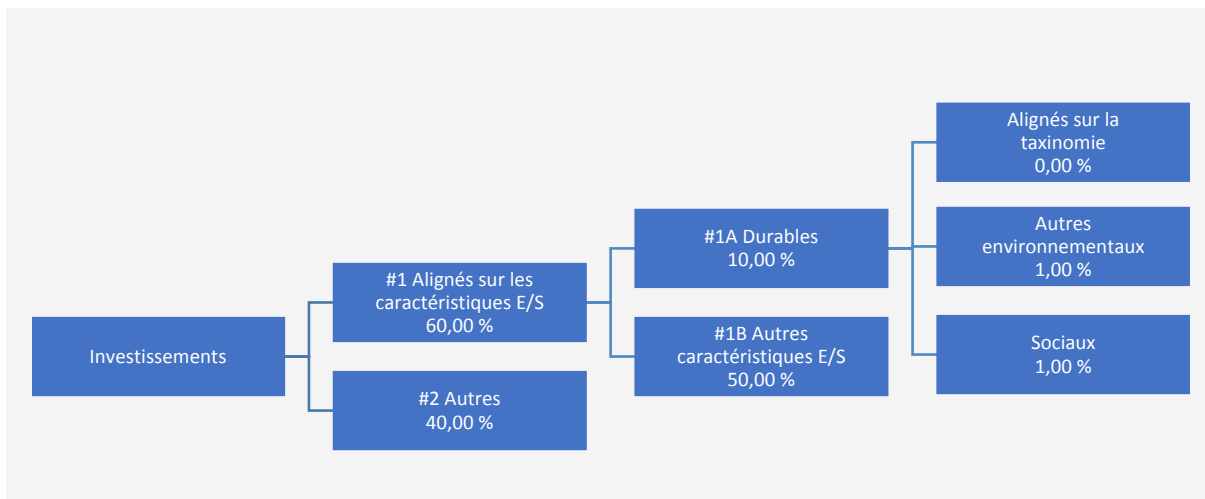 Investissements
#1 Alignés sur les
caractéristiques E/S
60,00 %
#2 Autres
40,00 %
#1A Durables
10,00 %
#1B Autres
caractéristiques E/S
50,00 %
Alignés sur la
taxinomie
0,00 %
Autres
environnementaux
1,00 %
Sociaux
1,00 %